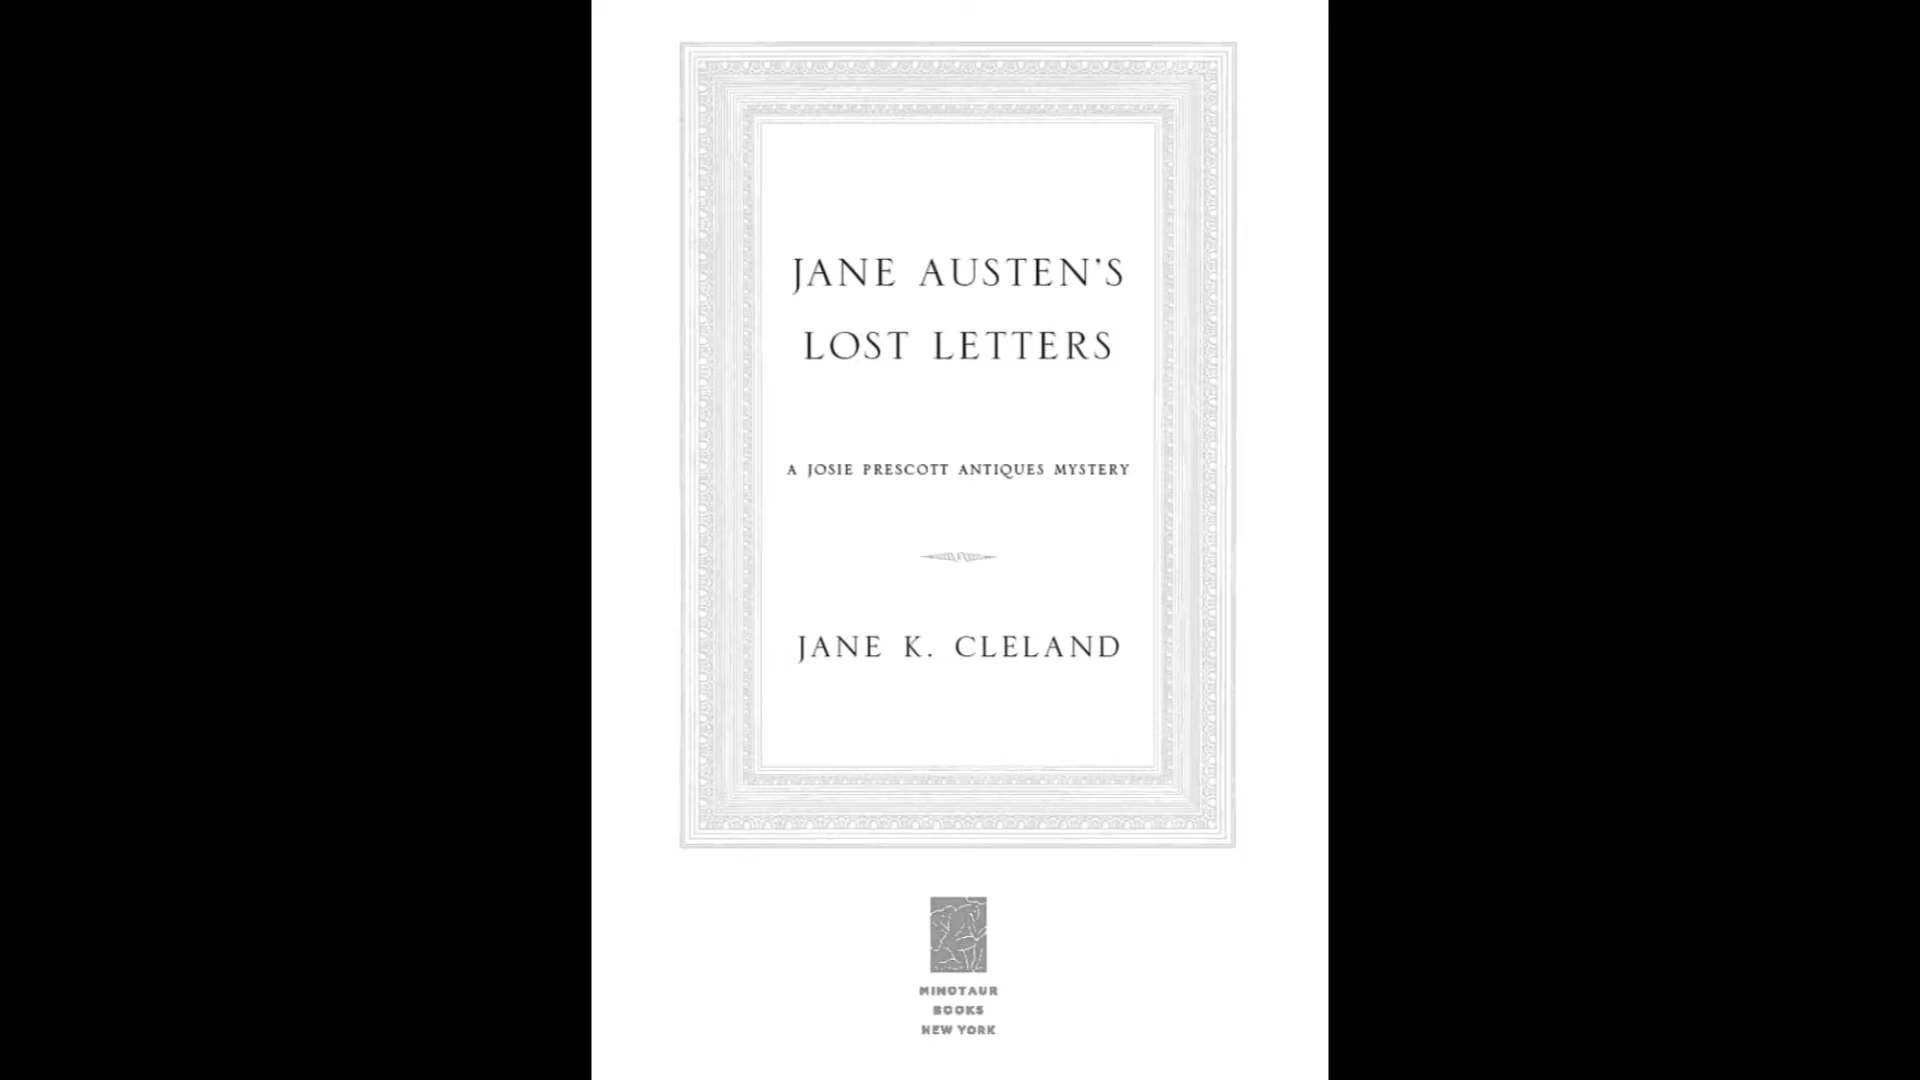 JANE AUSTEN'S
LOST LETTERS
A JOSIE PRESCOTT ANTIQUES MYSTERY
JANE K. CLELAND
MINOTAUR
BOOKS
NEW YORK